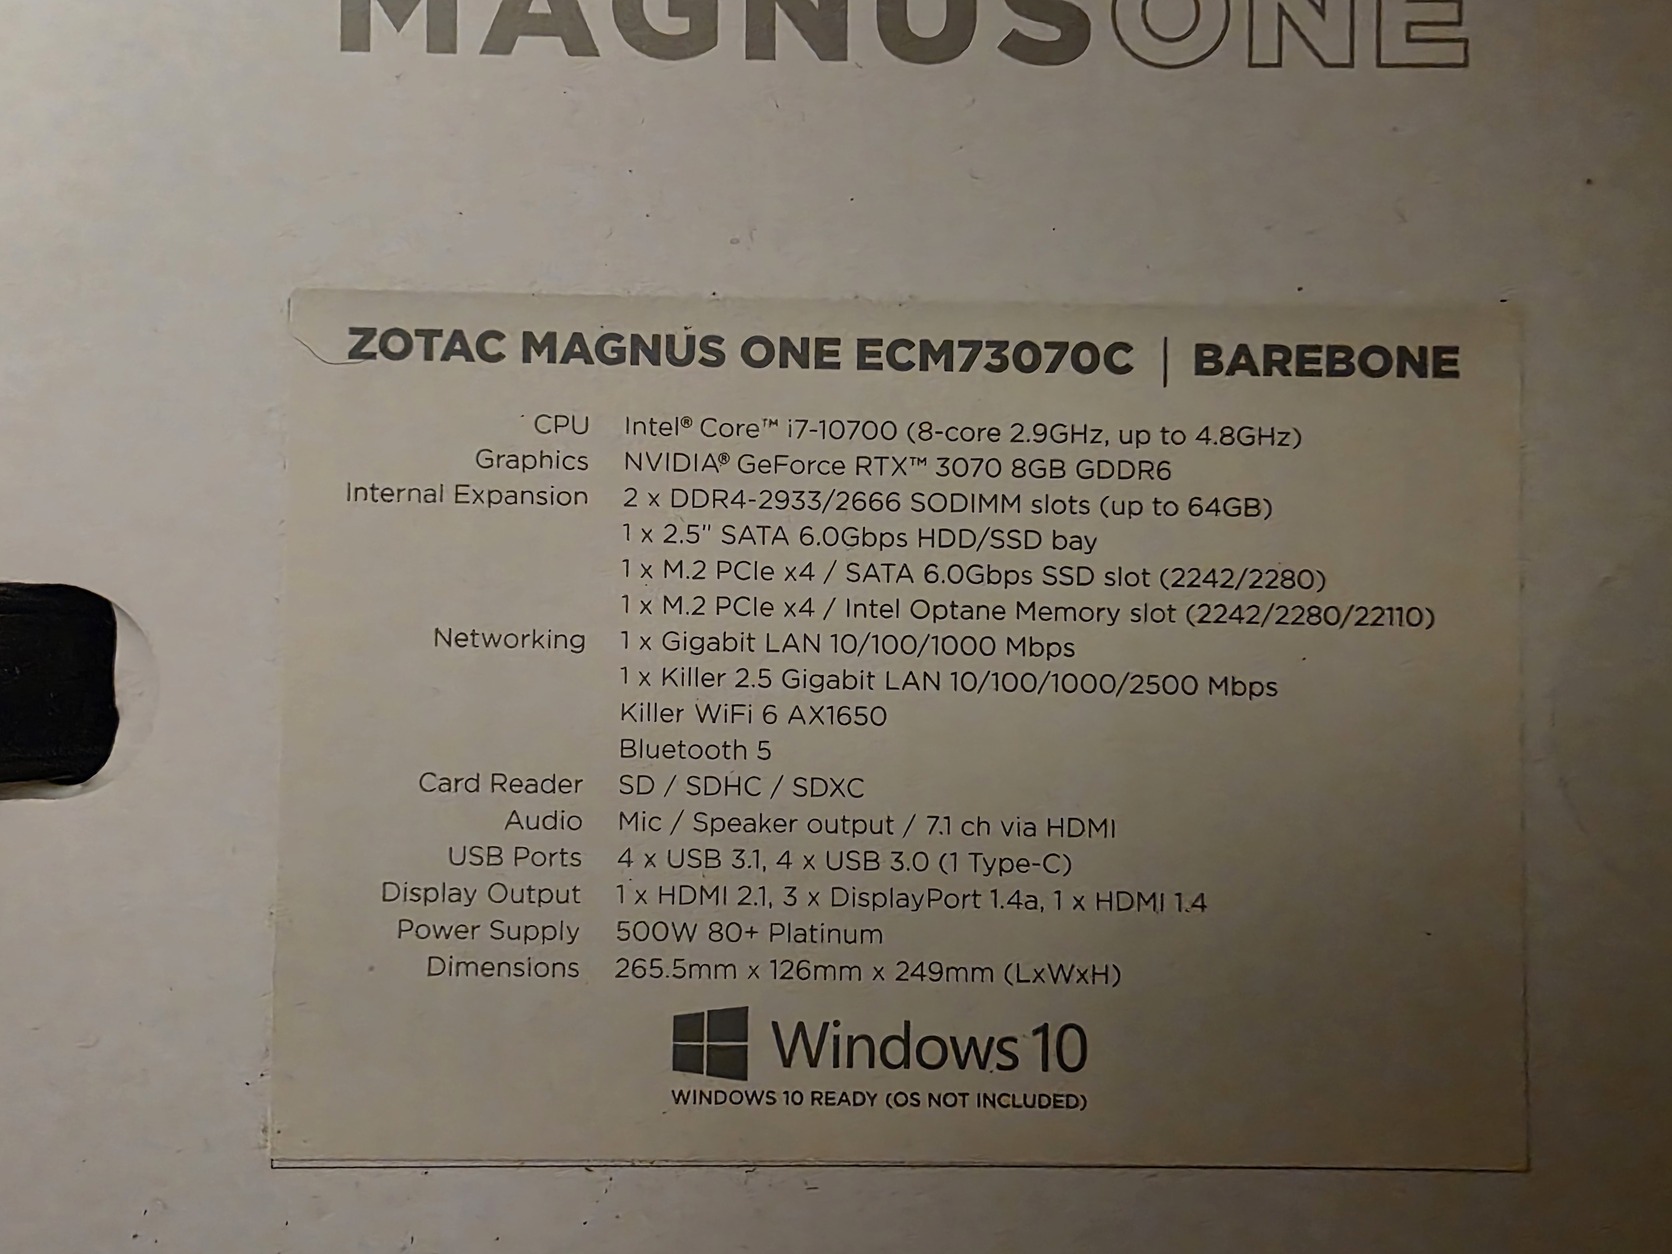 MAGNUSONE
ZOTAC MAGNUS ONE ECM73070C | BAREBONE
CPU Intel® Core™ i7-10700 (8-core 2.9GHz, up to 4.8GHz)
Graphics NVIDIA® GeForce RTX™ 3070 8GB GDDR6
Internal Expansion 2 x DDR4-2933/2666 SODIMM slots (up to 64GB)
1 x 2.5" SATA 6.0Gbps HDD/SSD bay
1 x M.2 PCIe x4 / SATA 6.0Gbps SSD slot (2242/2280)
1 x M.2 PCIe x4 / Intel Optane Memory slot (2242/2280/22110)
Networking 1 x Gigabit LAN 10/100/1000 Mbps
1 x Killer 2.5 Gigabit LAN 10/100/1000/2500 Mbps
Killer WiFi 6 AX1650
Bluetooth 5
Card Reader SD / SDHC / SDXC
Audio Mic / Speaker output / 7.1 ch via HDMI
USB Ports 4 x USB 3.1, 4 x USB 3.0 (1 Type-C)
Display Output 1 x HDMI 2.1, 3 x DisplayPort 1.4a, 1 x HDMI 1.4
Power Supply 500W 80+ Platinum
Dimensions 265.5mm x 126mm x 249mm (LxWxH)
Windows 10
WINDOWS 10 READY (OS NOT INCLUDED)